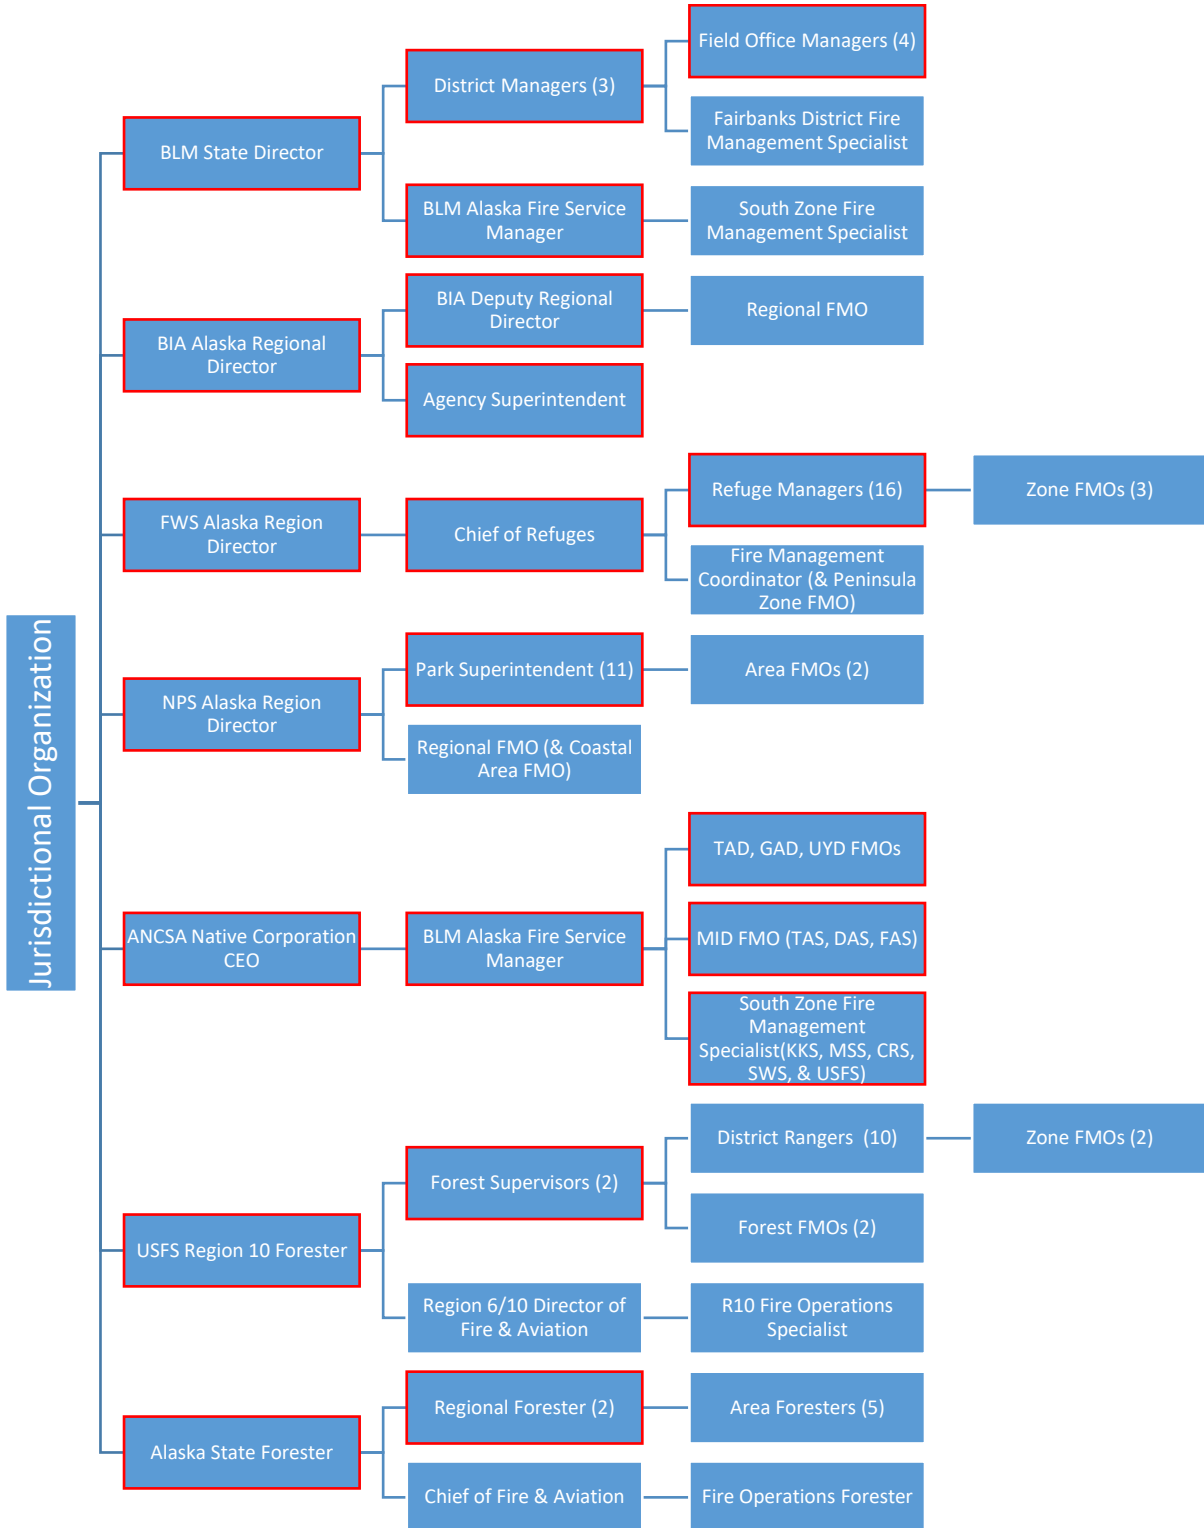 Jurisdictional Organization
BLM State Director
District Managers (3)
Field Office Managers (4)
Fairbanks District Fire
Management Specialist
BLM Alaska Fire Service
Manager
South Zone Fire
Management Specialist
BIA Alaska Regional
Director
BIA Deputy Regional
Director
Regional FMO
Agency Superintendent
FWS Alaska Region
Director
Chief of Refuges
Refuge Managers (16)
Zone FMOs (3)
Fire Management
Coordinator (& Peninsula
Zone FMO)
NPS Alaska Region
Director
Park Superintendent (11)
Area FMOs (2)
Regional FMO (& Coastal
Area FMO)
ANCSA Native Corporation
CEO
BLM Alaska Fire Service
Manager
TAD, GAD, UYD FMOs
MID FMO (TAS, DAS, FAS)
South Zone Fire
Management
Specialist(KKS, MSS, CRS,
SWS, & USFS)
USFS Region 10 Forester
Forest Supervisors (2)
District Rangers (10)
Zone FMOs (2)
Forest FMOs (2)
Region 6/10 Director of
Fire & Aviation
R10 Fire Operations
Specialist
Alaska State Forester
Regional Forester (2)
Area Foresters (5)
Chief of Fire & Aviation
Fire Operations Forester